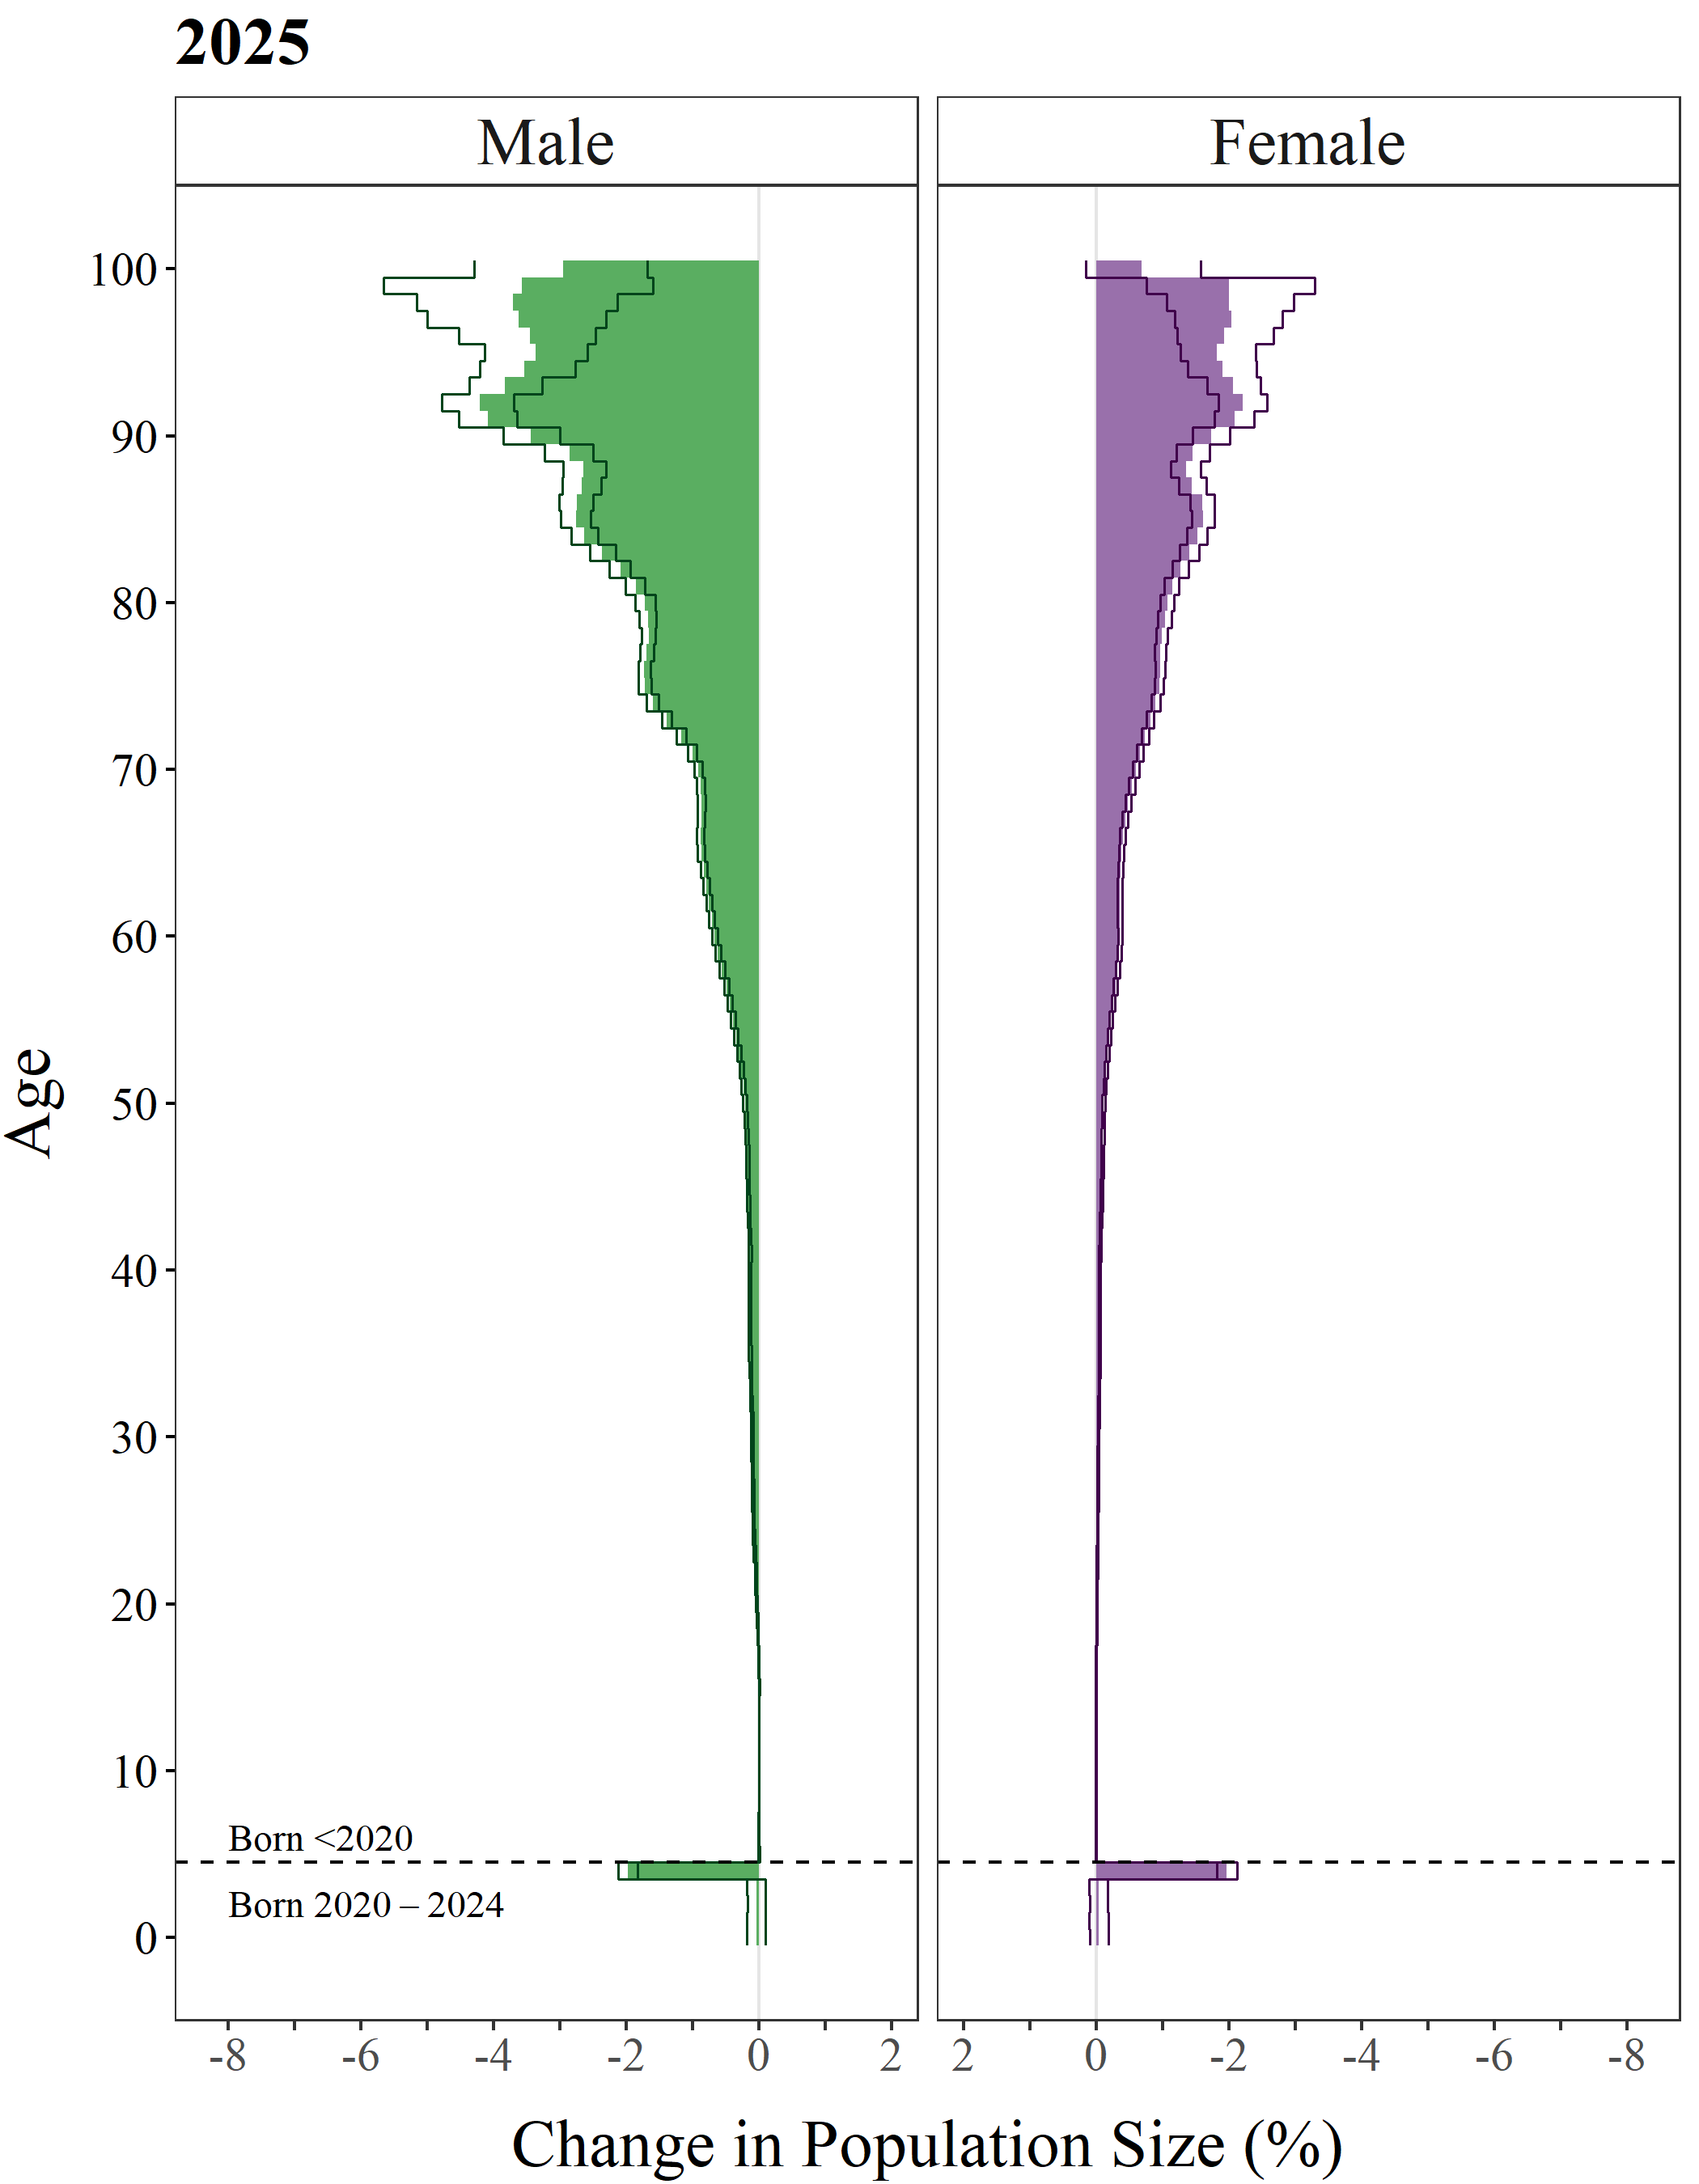 2025
Male
Female
100
90
80
70
60
50
40
30
20
10
0
Age
Born <2020
Born 2020 – 2024
-8 -6 -4 -2 0 2
2 0 -2 -4 -6 -8
Change in Population Size (%)